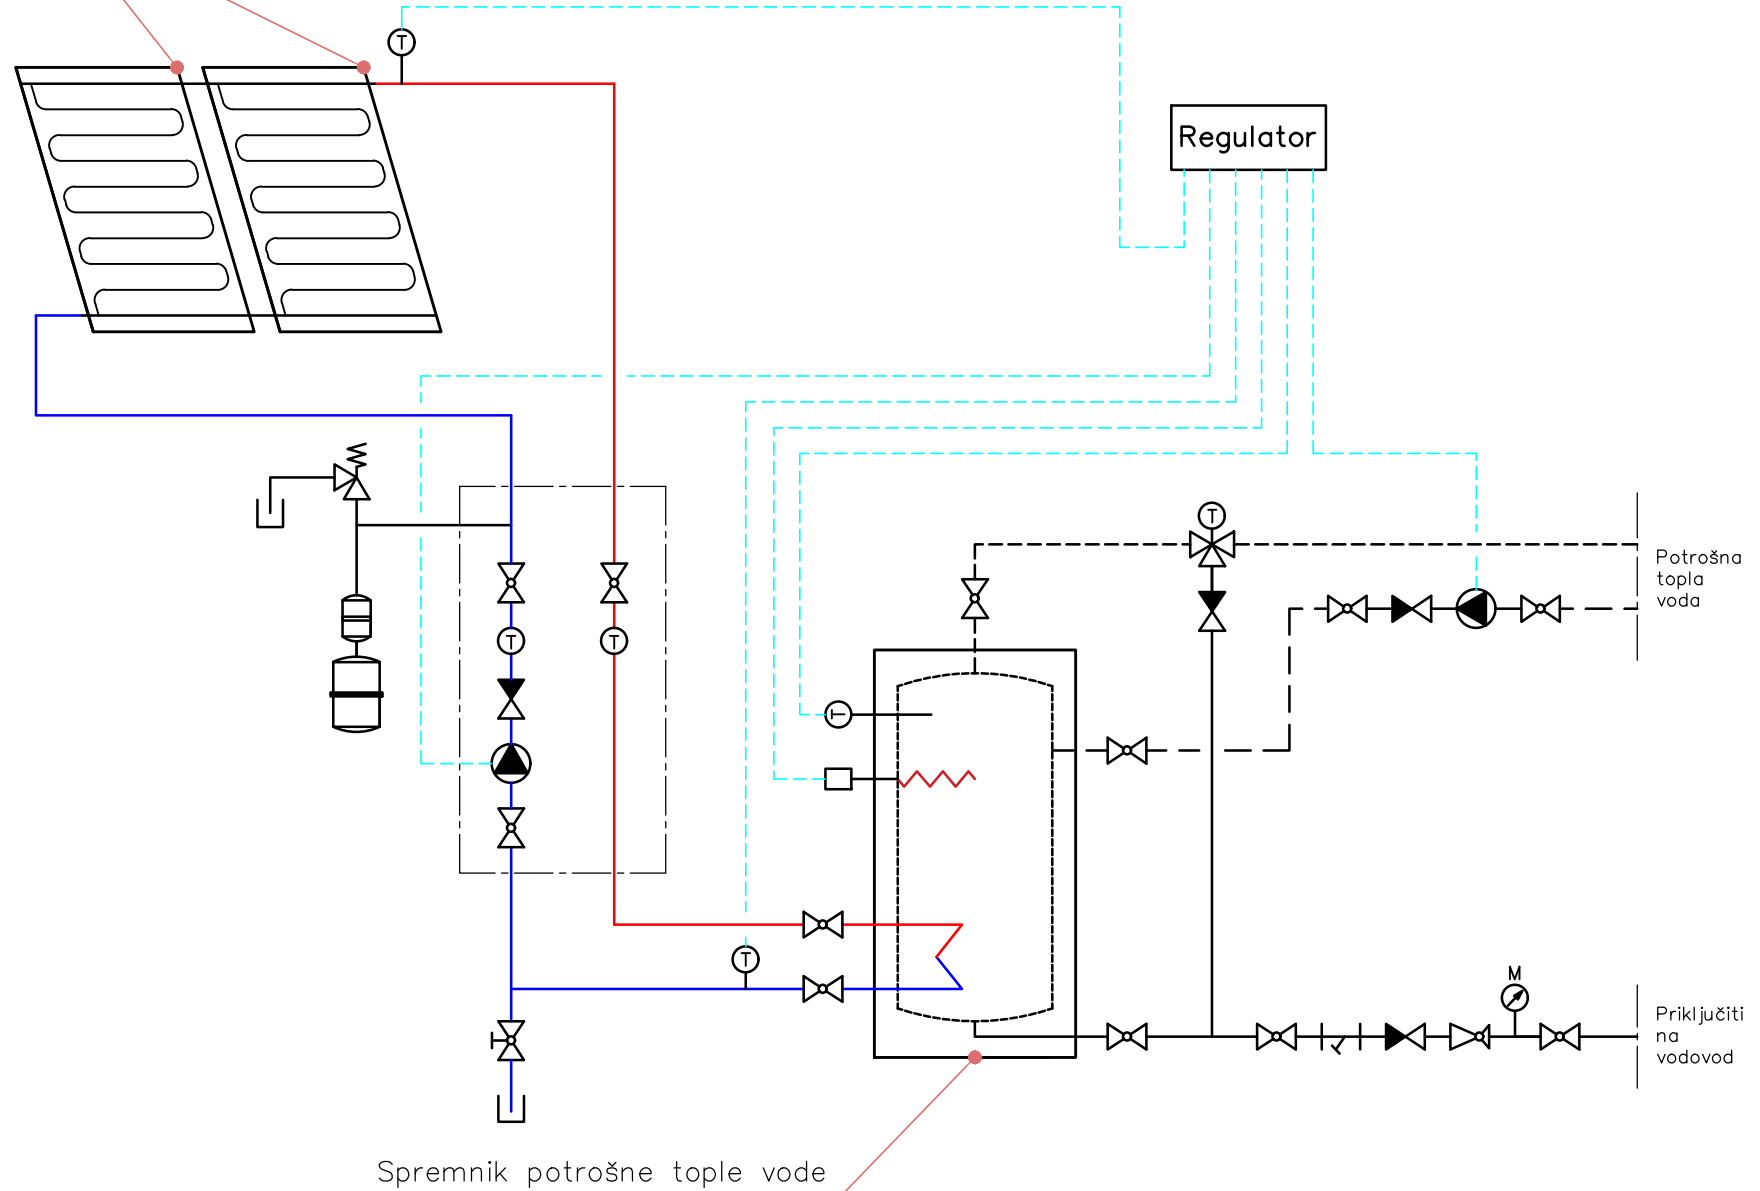 T
Regulator
T
Potrošna
topla
voda
T
T
T
T
M
Priključiti
na
vodovod
Spremnik potrošne tople vode